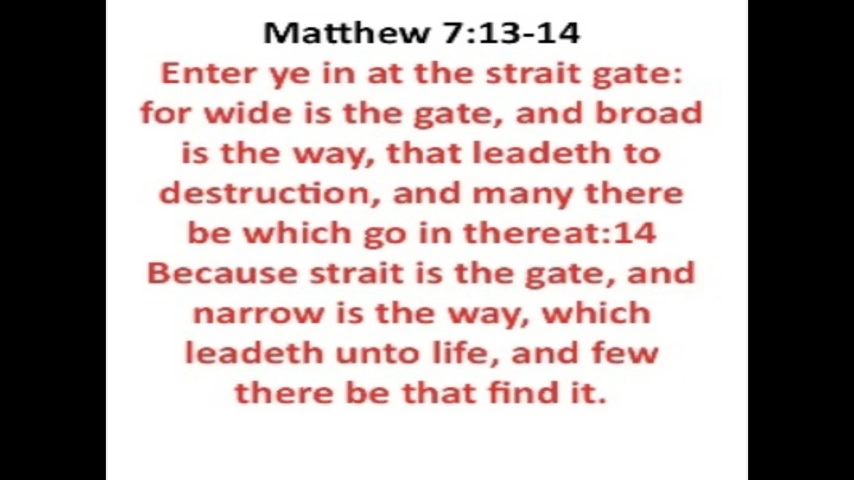 Matthew 7:13-14
Enter ye in at the strait gate:
for wide is the gate, and broad
is the way, that leadeth to
destruction, and many there
be which go in thereat:14
Because strait is the gate, and
narrow is the way, which
leadeth unto life, and few
there be that find it.